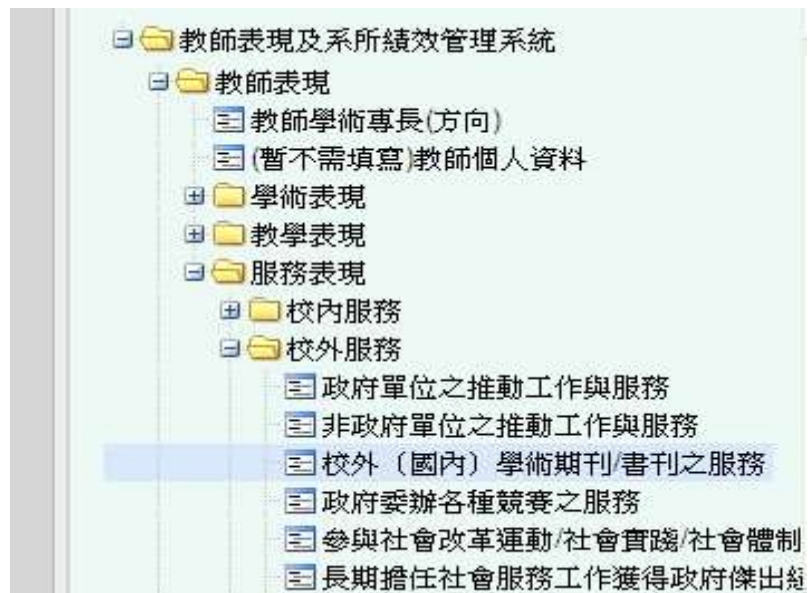 教師表現及系所績效管理系統
教師表現
教師學術專長(方向)
(暫不需填寫)教師個人資料
學術表現
教學表現
服務表現
校內服務
校外服務
政府單位之推動工作與服務
非政府單位之推動工作與服務
校外（國內）學術期刊/書刊之服務
政府委辦各種競賽之服務
參與社會改革運動/社會實踐/社會體制
長期擔任社會服務工作獲得政府傑出